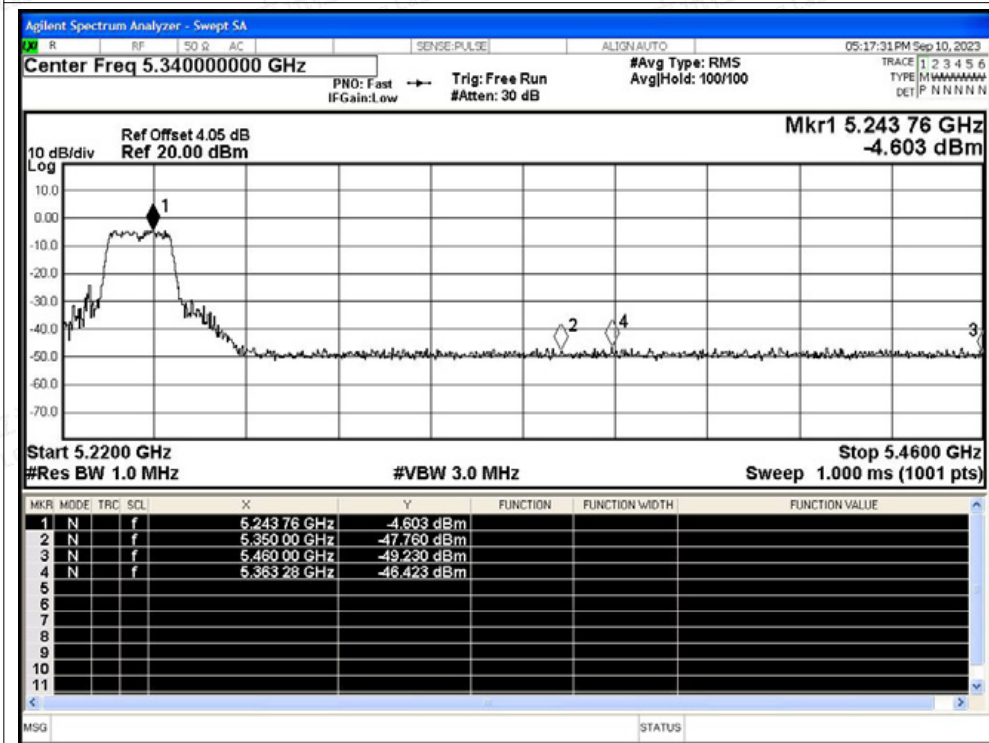 Agilent Spectrum Analyzer - Swept SA
LXI R RF 50 Ω AC SENSE:PULSE ALIGN AUTO 05:17:31 PM Sep 10, 2023
Center Freq 5.340000000 GHz
PNO: Fast
IFGain:Low
Trig: Free Run
#Atten: 30 dB
#Avg Type: RMS
Avg|Hold: 100/100
TRACE 1 2 3 4 5 6
TYPE M WWWWW
DET P N N N N N
Ref Offset 4.05 dB
Ref 20.00 dBm
10 dB/div
Log
Mkr1 5.243 76 GHz
-4.603 dBm
10.0
0.00
-10.0
-20.0
-30.0
-40.0
-50.0
-60.0
-70.0
1
2
4
3
Start 5.2200 GHz Stop 5.4600 GHz
#Res BW 1.0 MHz #VBW 3.0 MHz Sweep 1.000 ms (1001 pts)
MKR MODE TRC SCL X Y FUNCTION FUNCTION WIDTH FUNCTION VALUE
1 N f 5.243 76 GHz -4.603 dBm
2 N f 5.350 00 GHz -47.760 dBm
3 N f 5.460 00 GHz -49.230 dBm
4 N f 5.363 28 GHz -46.423 dBm
5
6
7
8
9
10
11
MSG STATUS